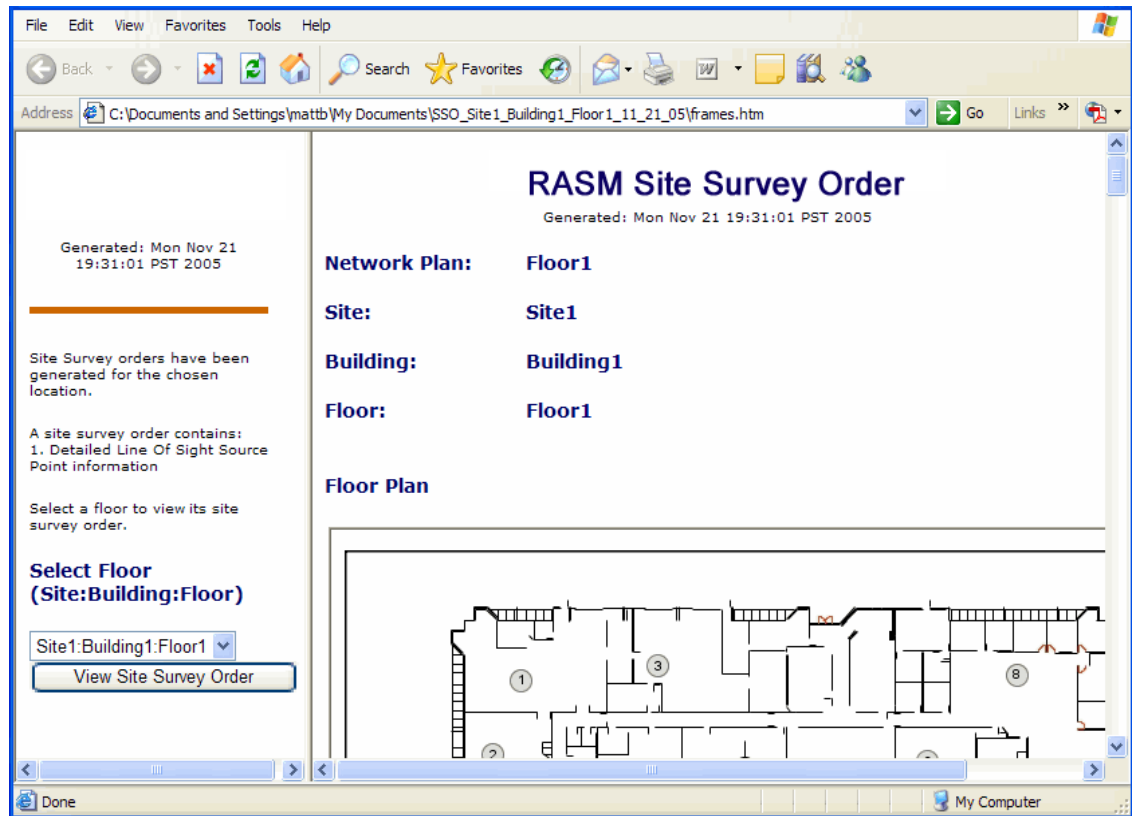 File Edit View Favorites Tools Help
Back Search Favorites
Address C:\Documents and Settings\mattb\My Documents\SSO_Site1_Building1_Floor1_11_21_05\frames.htm Go Links »
Generated: Mon Nov 21
19:31:01 PST 2005
Site Survey orders have been
generated for the chosen
location.
A site survey order contains:
1. Detailed Line Of Sight Source
Point information
Select a floor to view its site
survey order.
Select Floor
(Site:Building:Floor)
Site1:Building1:Floor1
View Site Survey Order
RASM Site Survey Order
Generated: Mon Nov 21 19:31:01 PST 2005
Network Plan: Floor1
Site: Site1
Building: Building1
Floor: Floor1
Floor Plan
1
3
8
2
Done My Computer